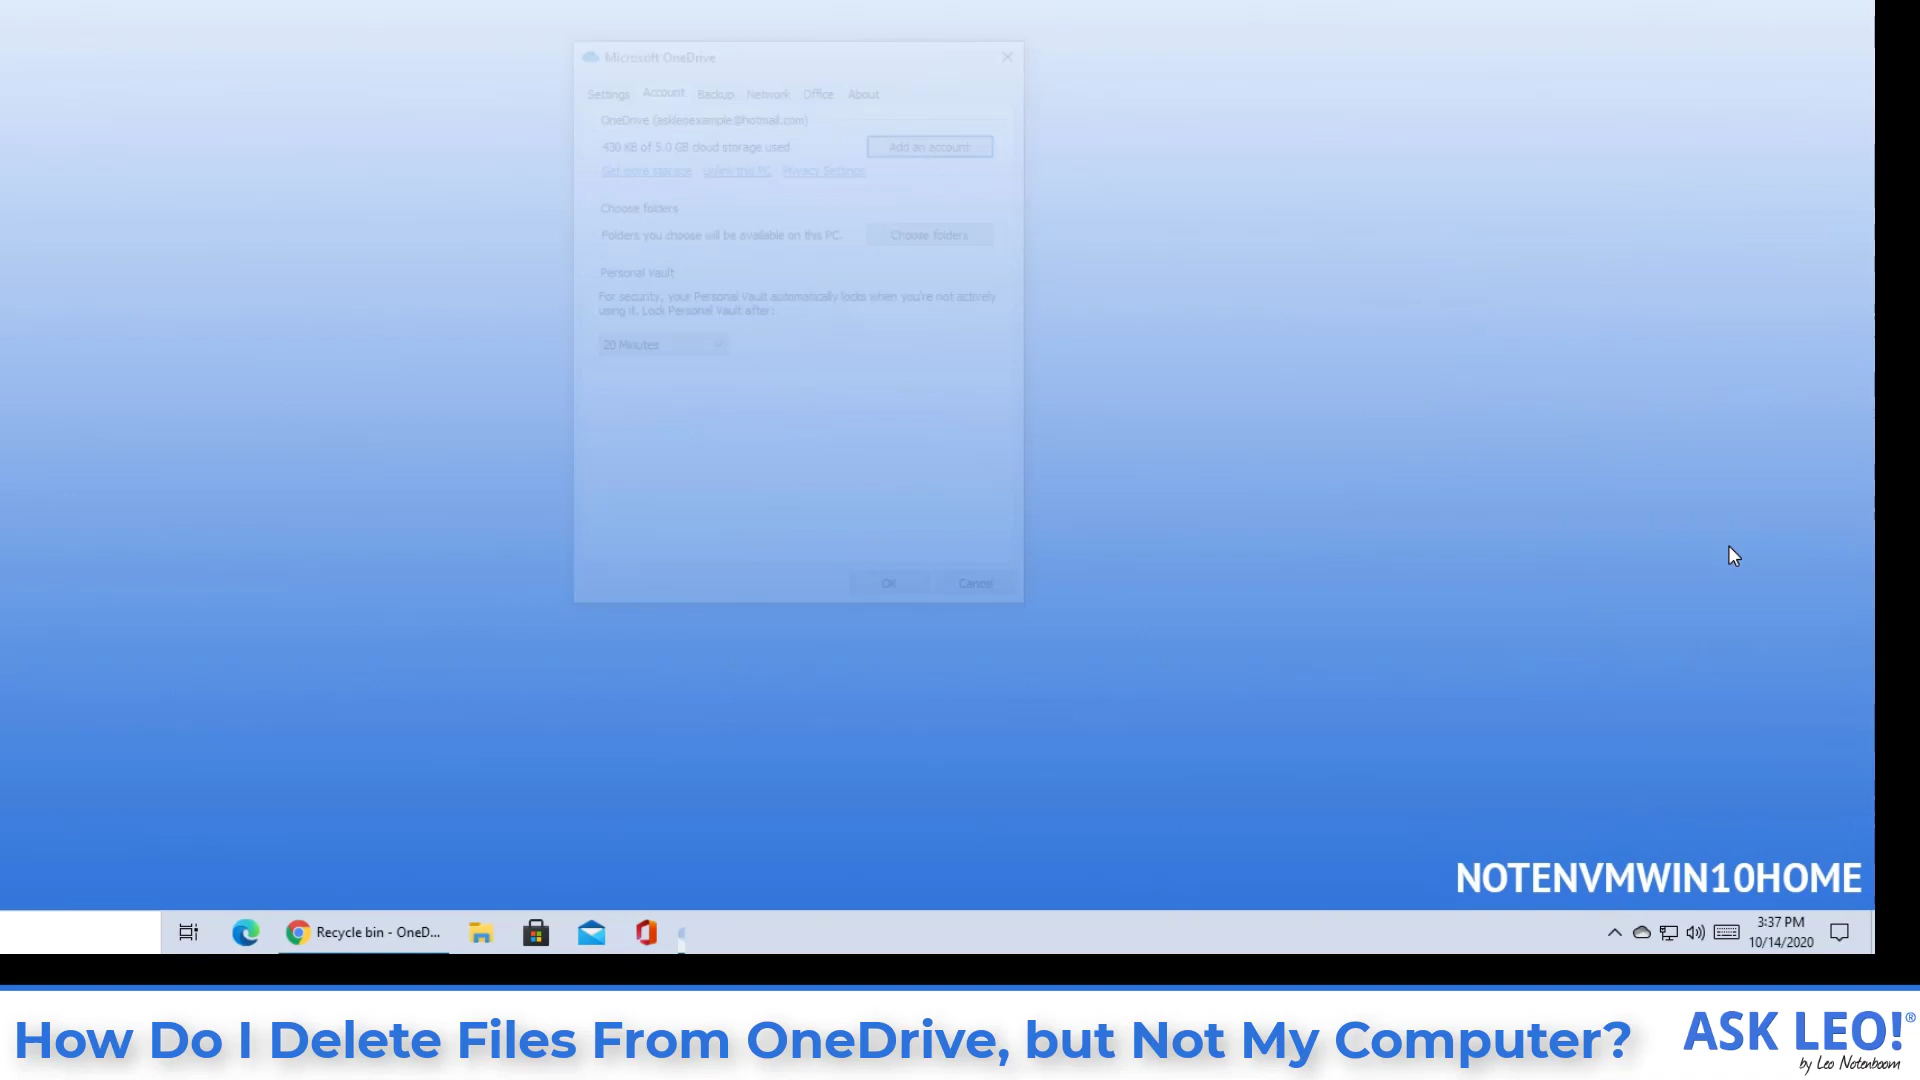 Microsoft OneDrive
Settings Account Backup Network Office About
OneDrive (askleoexample@hotmail.com)
430 KB of 5.0 GB cloud storage used
Add an account
Get more storage Unlink this PC Privacy Settings
Choose folders
Folders you choose will be available on this PC.
Choose folders
Personal Vault
For security, your Personal Vault automatically locks when you're not actively
using it. Lock Personal Vault after:
20 Minutes
OK Cancel
NOTENVMWIN10HOME
Recycle bin - OneD...
3:37 PM
10/14/2020
How Do I Delete Files From OneDrive, but Not My Computer?
ASK LEO!®
by Leo Notenboom